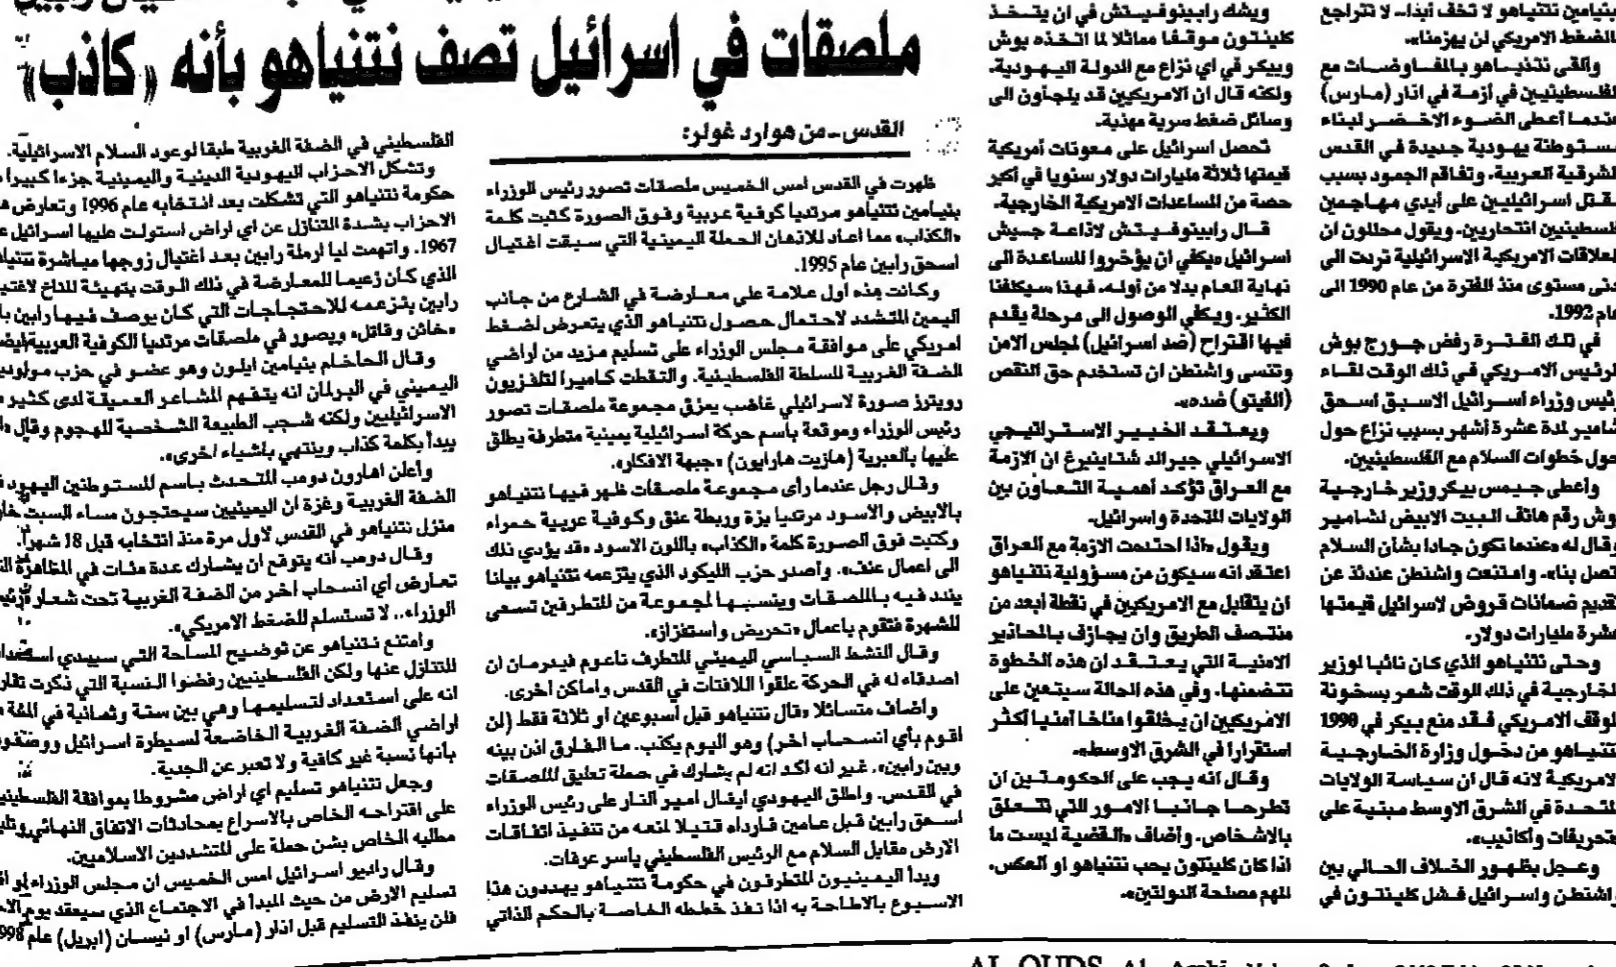 بنيامين نتنياهو لا تخف أبدا.. لا تتراجع
الضغط الامريكي لن يهزمنا».
وألقى نتنياهو بالمفاوضات مع
الفلسطينيين في أزمة في اذار (مارس)
عندما أعطى الضوء الاخضر لبناء
مستوطنة يهودية جديدة في القدس
الشرقية العربية. وتفاقم الجمود بسبب
مقتل اسرائيليين على أيدي مهاجمين
فلسطينيين انتحاريين. ويقول محللون ان
العلاقات الامريكية الاسرائيلية تردت الى
أدنى مستوى منذ الفترة من عام 1990 الى
عام 1992.
في تلك الفترة رفض جورج بوش
الرئيس الامريكي في ذلك الوقت لقاء
رئيس وزراء اسرائيل الاسبق اسحق
شامير لمدة عشرة أشهر بسبب نزاع حول
حول خطوات السلام مع الفلسطينيين.
وأعطى جيمس بيكر وزير خارجية
بوش رقم هاتف البيت الابيض لشامير
وقال له «عندما تكون جادا بشأن السلام
اتصل بنا». وامتنعت واشنطن عندئذ عن
تقديم ضمانات قروض لاسرائيل قيمتها
عشرة مليارات دولار.
وحتى نتنياهو الذي كان نائبا لوزير
الخارجية في ذلك الوقت شعر بسخونة
الموقف الامريكي فقد منع بيكر في 1990
نتنياهو من دخول وزارة الخارجية
الامريكية لانه قال ان سياسة الولايات
المتحدة في الشرق الاوسط مبنية على
«تحريفات وأكاذيب».
وعجل بظهور الخلاف الحالي بين
واشنطن واسرائيل فشل كلينتون في
ويشك رابينوفيتش في ان يتخذ
كلينتون موقفا مماثلا لما اتخذه بوش
وبيكر في اي نزاع مع الدولة اليهودية.
ولكنه قال ان الامريكيين قد يلجأون الى
وسائل ضغط سرية مهذبة.
تحصل اسرائيل على معونات أمريكية
قيمتها ثلاثة مليارات دولار سنويا في أكبر
حصة من المساعدات الامريكية الخارجية.
قال رابينوفيتش لاذاعة جيش
اسرائيل «يكفي ان يؤخروا المساعدة الى
نهاية العام بدلا من أوله. فهذا سيكلفنا
الكثير. ويكفي الوصول الى مرحلة يقدم
فيها اقتراح (ضد اسرائيل) لمجلس الامن
وتنسى واشنطن ان تستخدم حق النقض
(الفيتو) ضده».
ويعتقد الخبير الاستراتيجي
الاسرائيلي جيرالد شتاينبرغ ان الازمة
مع العراق تؤكد أهمية التعاون بين
الولايات المتحدة واسرائيل.
ويقول «اذا احتدمت الازمة مع العراق
اعتقد انه سيكون من مسؤولية نتنياهو
ان يتقابل مع الامريكيين في نقطة أبعد من
منتصف الطريق وان يجازف بالمحاذير
الامنية التي يعتقد ان هذه الخطوة
تتضمنها. وفي هذه الحالة سيتعين على
الامريكيين ان يخلقوا مناخا أمنيا أكثر
استقرارا في الشرق الاوسط».
وقال انه يجب على الحكومتين ان
تطرحا جانبا الامور التي تتعلق
بالاشخاص. وأضاف «القضية ليست ما
اذا كان كلينتون يحب نتنياهو او العكس.
المهم مصلحة الدولتين».
ملصقات في اسرائيل تصف نتنياهو بأنه «كاذب»
القدس ـ من هوارد غولر:
ظهرت في القدس امس الخميس ملصقات تصور رئيس الوزراء
بنيامين نتنياهو مرتديا كوفية عربية وفوق الصورة كتبت كلمة
«الكذاب» مما أعاد للاذهان الحملة اليمينية التي سبقت اغتيال
اسحق رابين عام 1995.
وكانت هذه اول علامة على معارضة في الشارع من جانب
اليمين المتشدد لاحتمال حصول نتنياهو الذي يتعرض لضغط
امريكي على موافقة مجلس الوزراء على تسليم مزيد من اراضي
الضفة الغربية للسلطة الفلسطينية. والتقطت كاميرا لتلفزيون
رويترز صورة لاسرائيلي غاضب يمزق مجموعة ملصقات تصور
رئيس الوزراء وموقعة باسم حركة اسرائيلية يمينية متطرفة يطلق
عليها بالعبرية (هازيت هارايون) «جبهة الافكار».
وقال رجل عندما رأى مجموعة ملصقات ظهر فيها نتنياهو
بالابيض والاسود مرتديا بزة وربطة عنق وكوفية عربية حمراء
وكتبت فوق الصورة كلمة «الكذاب» باللون الاسود «قد يؤدي ذلك
الى اعمال عنف». وأصدر حزب الليكود الذي يتزعمه نتنياهو بيانا
يندد فيه بالملصقات وينسبها لمجموعة من المتطرفين تسعى
للشهرة فتقوم باعمال «تحريض واستفزاز».
وقال النشط السياسي اليميني المتطرف ناعوم فيدرمان ان
اصدقاء له في الحركة علقوا اللافتات في القدس واماكن اخرى.
وأضاف متسائلا «قال نتنياهو قبل أسبوعين او ثلاثة فقط (لن
اقوم بأي انسحاب اخر) وهو اليوم يكذب. ما الفارق اذن بينه
وبين رابين». غير انه أكد انه لم يشارك في حملة تعليق الملصقات
في القدس. واطلق اليهودي ايغال امير النار على رئيس الوزراء
اسحق رابين قبل عامين فأرداه قتيلا لمنعه من تنفيذ اتفاقات
الارض مقابل السلام مع الرئيس الفلسطيني ياسر عرفات.
وبدأ اليمينيون المتطرفون في حكومة نتنياهو يهددون هذا
الاسبوع بالاطاحة به اذا نفذ خططه الخاصة بالحكم الذاتي
الفلسطيني في الضفة الغربية طبقا لوعود السلام الاسرائيلية.
وتشكل الاحزاب اليهودية الدينية واليمينية جزءا كبيرا
حكومة نتنياهو التي تشكلت بعد انتخابه عام 1996 وتعارض
الاحزاب بشدة التنازل عن اي اراض استولت عليها اسرائيل
1967. واتهمت ليا ارملة رابين بعد اغتيال زوجها مباشرة
الذي كان زعيما للمعارضة في ذلك الوقت بتهيئة المناخ
رابين بتزعمه للاحتجاجات التي كان يوصف فيها رابين
«خائن وقاتل» ويصور في ملصقات مرتديا الكوفية العربية
وقال الحاخام بنيامين ايلون وهو عضو في حزب
اليميني في البرلمان انه يتفهم المشاعر العميقة لدى كثير
الاسرائيليين ولكنه شجب الطبيعة الشخصية للهجوم وقال
يبدأ بكلمة كذاب وينتهي باشياء اخرى».
وأعلن اهارون دومب المتحدث باسم المستوطنين اليهود
الضفة الغربية وغزة ان اليمينيين سيحتجون مساء السبت
منزل نتنياهو في القدس لاول مرة منذ انتخابه قبل 18 شهرا.
وقال دومب انه يتوقع ان يشارك عدة مئات في المظاهرة
تعارض أي انسحاب اخر من الضفة الغربية تحت شعار
الوزراء.. لا تستسلم للضغط الامريكي».
وامتنع نتنياهو عن توضيح المساحة التي سيبدي
للتنازل عنها ولكن الفلسطينيين رفضوا النسبة التي ذكرت
انه على استعداد لتسليمها وهي بين ستة وثمانية في المئة
اراضي الضفة الغربية الخاضعة لسيطرة اسرائيل
بأنها نسبة غير كافية ولا تعبر عن الجدية.
وجعل نتنياهو تسليم اي اراض مشروطا بموافقة
على اقتراحه الخاص بالاسراع بمحادثات الاتفاق النهائي
مطلبه الخاص بشن حملة على المتشددين الاسلاميين.
وقال راديو اسرائيل امس الخميس ان مجلس الوزراء لو
تسليم الارض من حيث المبدأ في الاجتماع الذي سيعقد يوم
فلن ينفذ التسليم قبل اذار (مارس) او نيسان (ابريل) عام 1998